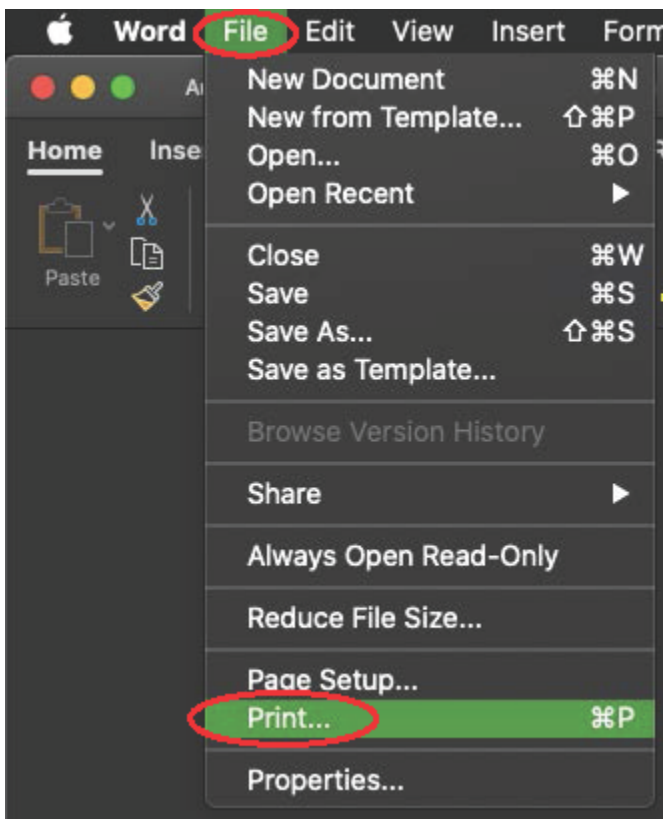 Word File Edit View Insert Form
New Document ⌘N
New from Template... ⇧⌘P
Home Inse
Open... ⌘O
Open Recent ▶
Paste
Close ⌘W
Save ⌘S
Save As... ⇧⌘S
Save as Template...
Browse Version History
Share ▶
Always Open Read-Only
Reduce File Size...
Page Setup...
Print... ⌘P
Properties...